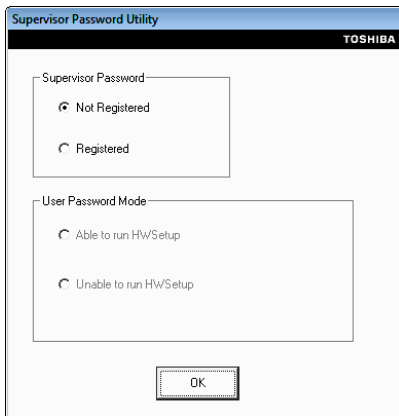 Supervisor Password Utility
TOSHIBA
Supervisor Password
Not Registered
Registered
User Password Mode
Able to run HWSetup
Unable to run HWSetup
OK